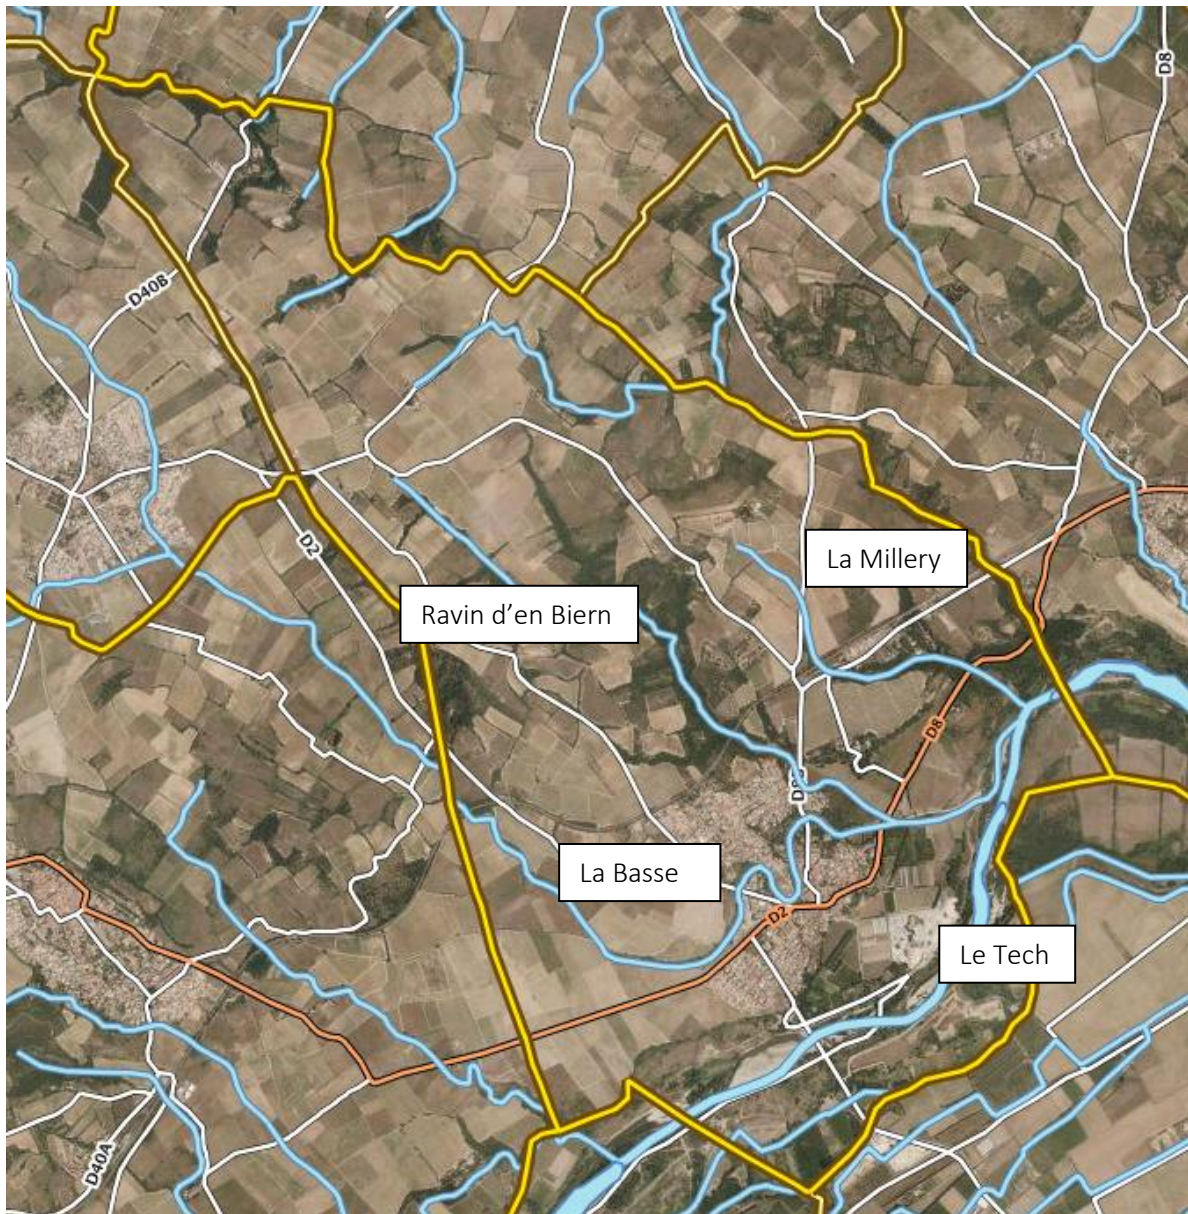 D8
D40B
D2
La Millery
Ravin d'en Biern
D8
La Basse
D2
Le Tech
D40A